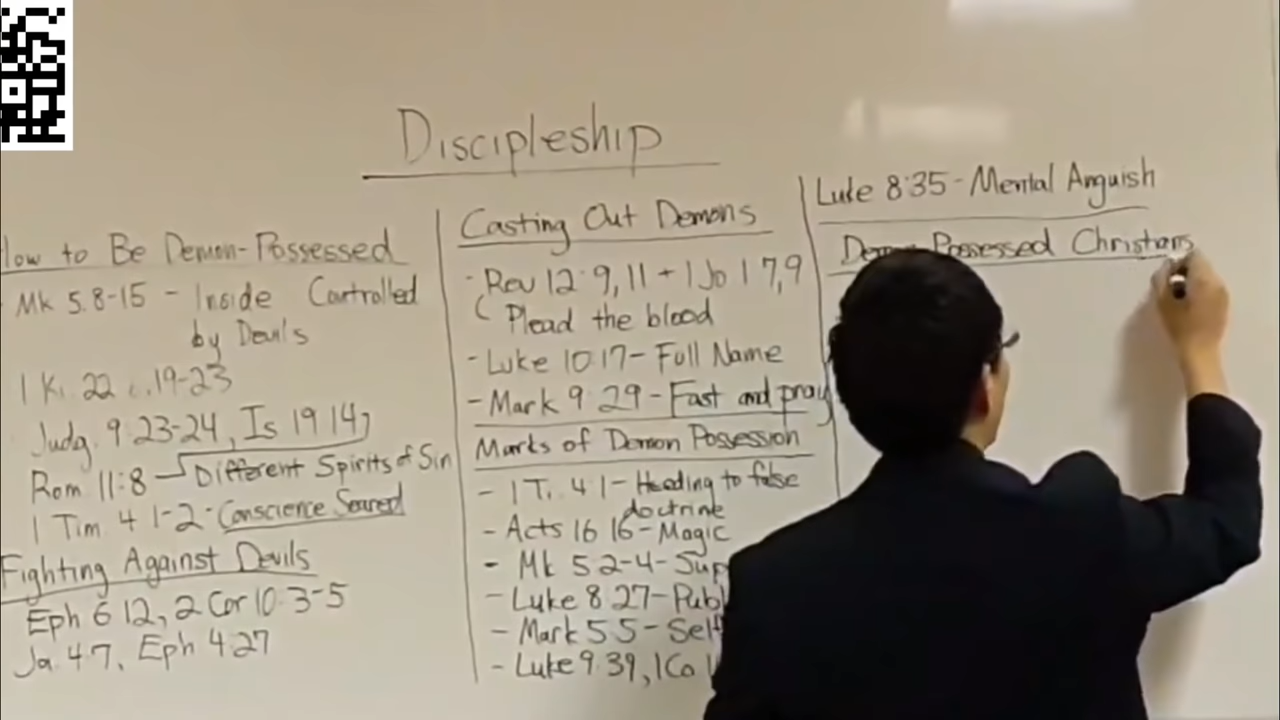 Discipleship
How to Be Demon-Possessed
- Mk 5:8-15 - Inside Controlled
by Devils
1 Ki. 22 19-23
Judg. 9:23-24, Is 19 14,
Rom 11:8 - Different Spirits of Sin
1 Tim 4 1-2 - Conscience Seared
Fighting Against Devils
Eph 6 12, 2 Cor 10:3-5
Ja. 4:7, Eph 4:27
Casting Out Demons
- Rev 12:9, 11 + 1 Jo 1 7,9
( Plead the blood
- Luke 10:17 - Full Name
- Mark 9:29 - Fast and pray
Marks of Demon Possession
- 1 Ti. 4 1 - Heeding to false
doctrine
- Acts 16 16 - Magic
- Mk 5:2-4 - Sup
- Luke 8:27 - Publ
- Mark 5:5 - Self
- Luke 9:39, 1 Co
Luke 8:35 - Mental Anguish
Demon Possessed Christians